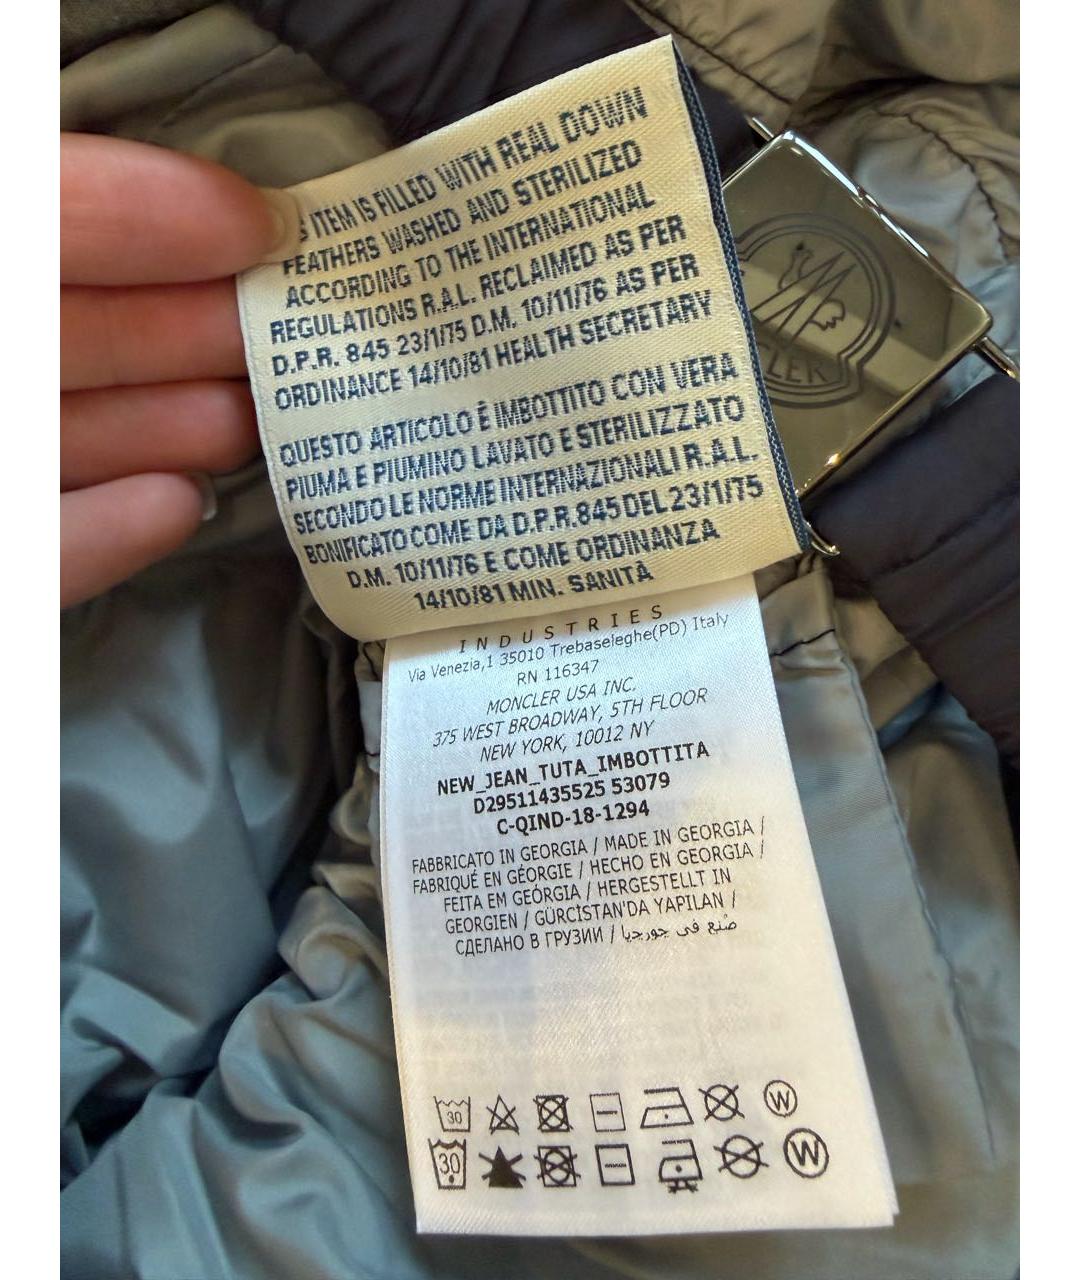 ITEM IS FILLED WITH REAL DOWN
FEATHERS WASHED AND STERILIZED
ACCORDING TO THE INTERNATIONAL
REGULATIONS R.A.L. RECLAIMED AS PER
D.P.R. 845 23/1/75 D.M. 10/11/76 AS PER
ORDINANCE 14/10/81 HEALTH SECRETARY
QUESTO ARTICOLO È IMBOTTITO CON VERA
PIUMA E PIUMINO LAVATO E STERILIZZATO
SECONDO LE NORME INTERNAZIONALI R.A.L.
BONIFICATO COME DA D.P.R. 845 DEL 23/1/75
D.M. 10/11/76 E COME ORDINANZA
14/10/81 MIN. SANITÀ
INDUSTRIES
Via Venezia,1 35010 Trebaseleghe(PD) Italy
RN 116347
MONCLER USA INC.
375 WEST BROADWAY, 5TH FLOOR
NEW YORK, 10012 NY
NEW_JEAN_TUTA_IMBOTTITA
D29511435525 53079
C-QIND-18-1294
FABBRICATO IN GEORGIA / MADE IN GEORGIA /
FABRIQUÉ EN GÉORGIE / HECHO EN GEORGIA /
FEITA EM GEÓRGIA / HERGESTELLT IN
GEORGIEN / GÜRCİSTAN'DA YAPILAN /
СДЕЛАНО В ГРУЗИИ / صُنع في جورجيا
30 W
30 W